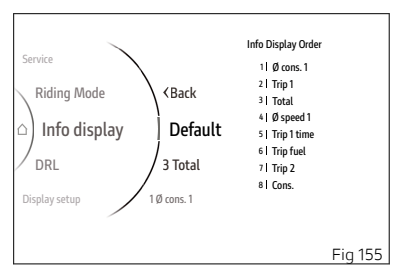 Service
Riding Mode
Info display
DRL
Display setup
‹Back
Default
3 Total
1 Ø cons. 1
Info Display Order
1| Ø cons. 1
2| Trip 1
3| Total
4| Ø speed 1
5| Trip 1 time
6| Trip fuel
7| Trip 2
8| Cons.
Fig 155